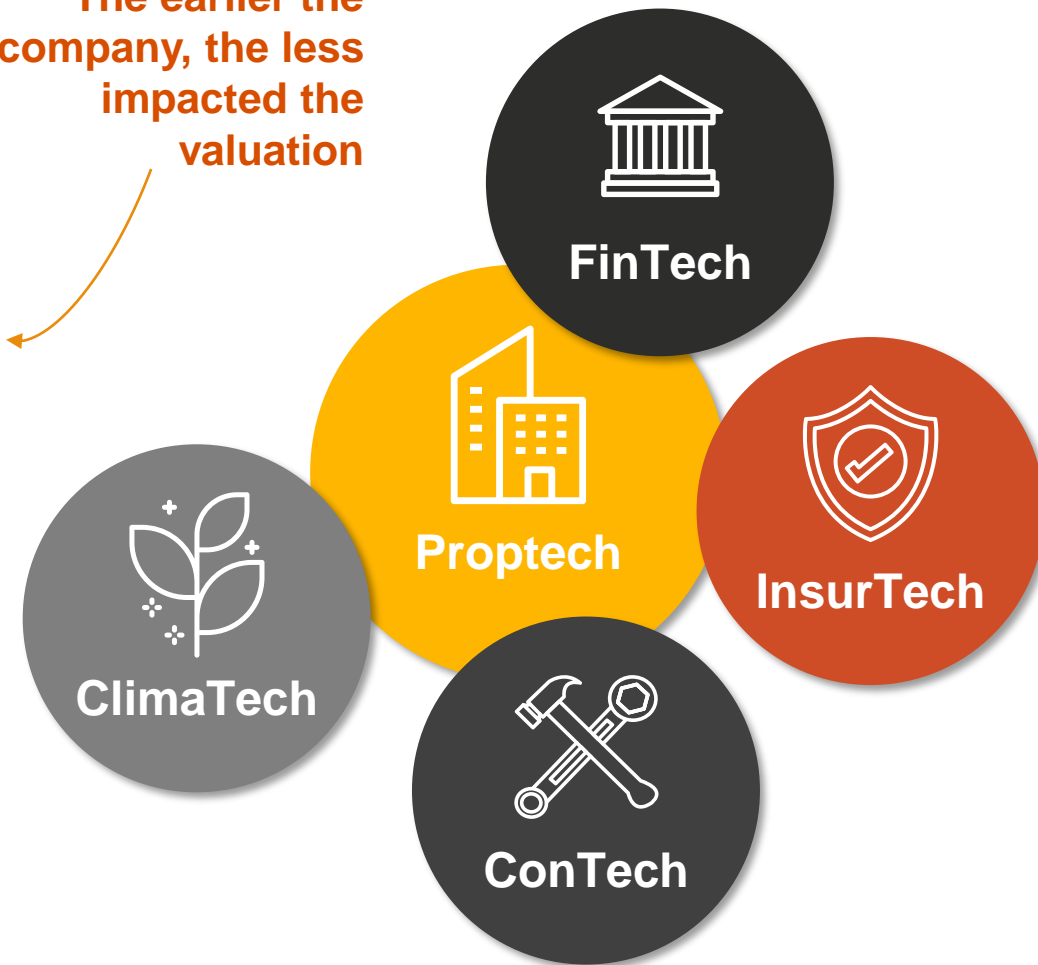 The earlier the
company, the less
impacted the
valuation
FinTech
Proptech
InsurTech
ClimaTech
ConTech